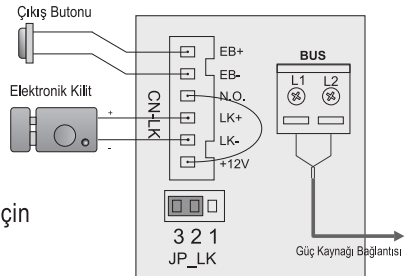 Çıkış Butonu
Elektronik Kilit
+
-
için
CN-LK
EB+
EB-
N.O.
LK+
LK-
+12V
3 2 1
JP_LK
BUS
L1 L2
Güç Kaynağı Bağlantısı